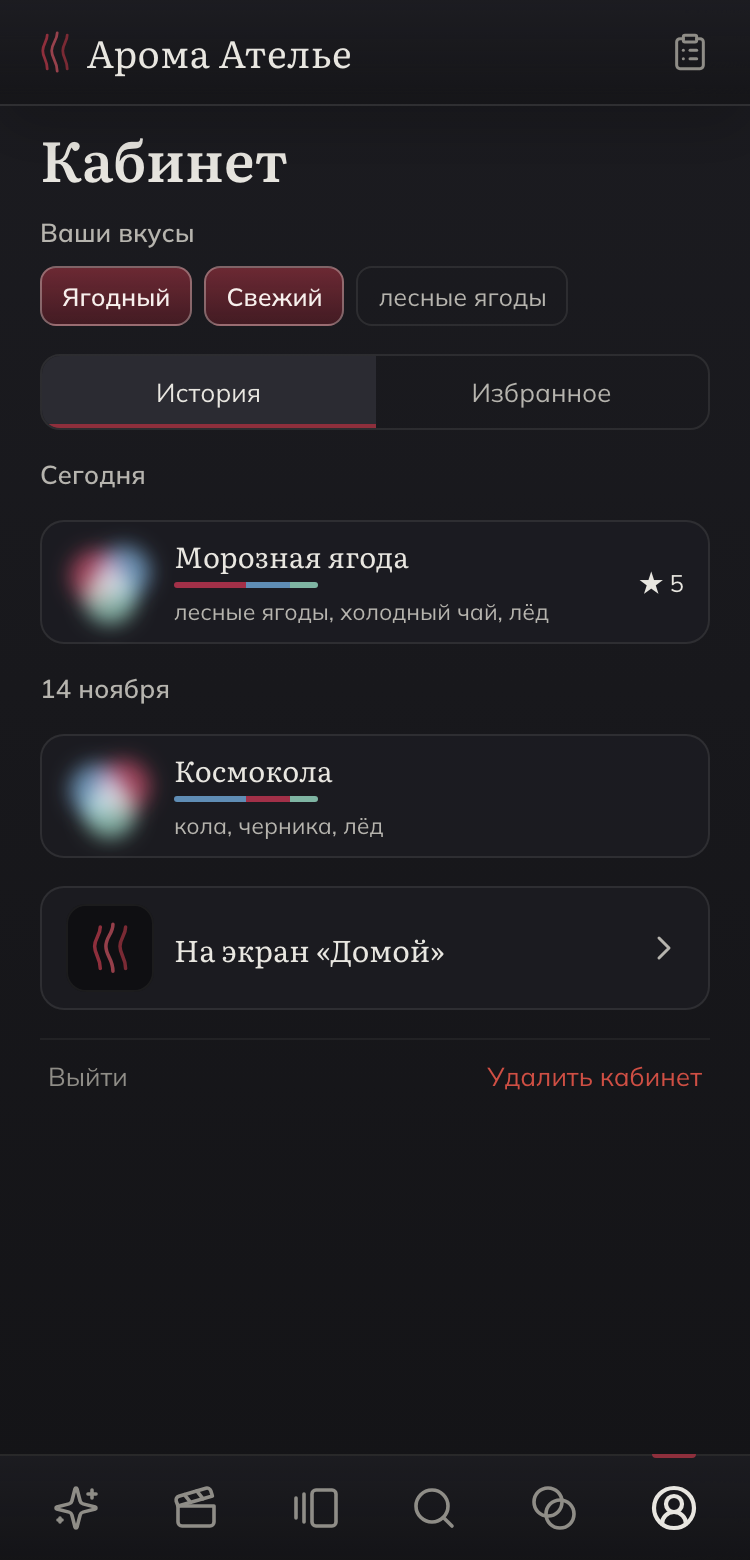 Арома Ателье
Кабинет
Ваши вкусы
Ягодный Свежий лесные ягоды
История Избранное
Сегодня
Морозная ягода
★ 5
лесные ягоды, холодный чай, лёд
14 ноября
Космокола
кола, черника, лёд
На экран «Домой»
Выйти Удалить кабинет